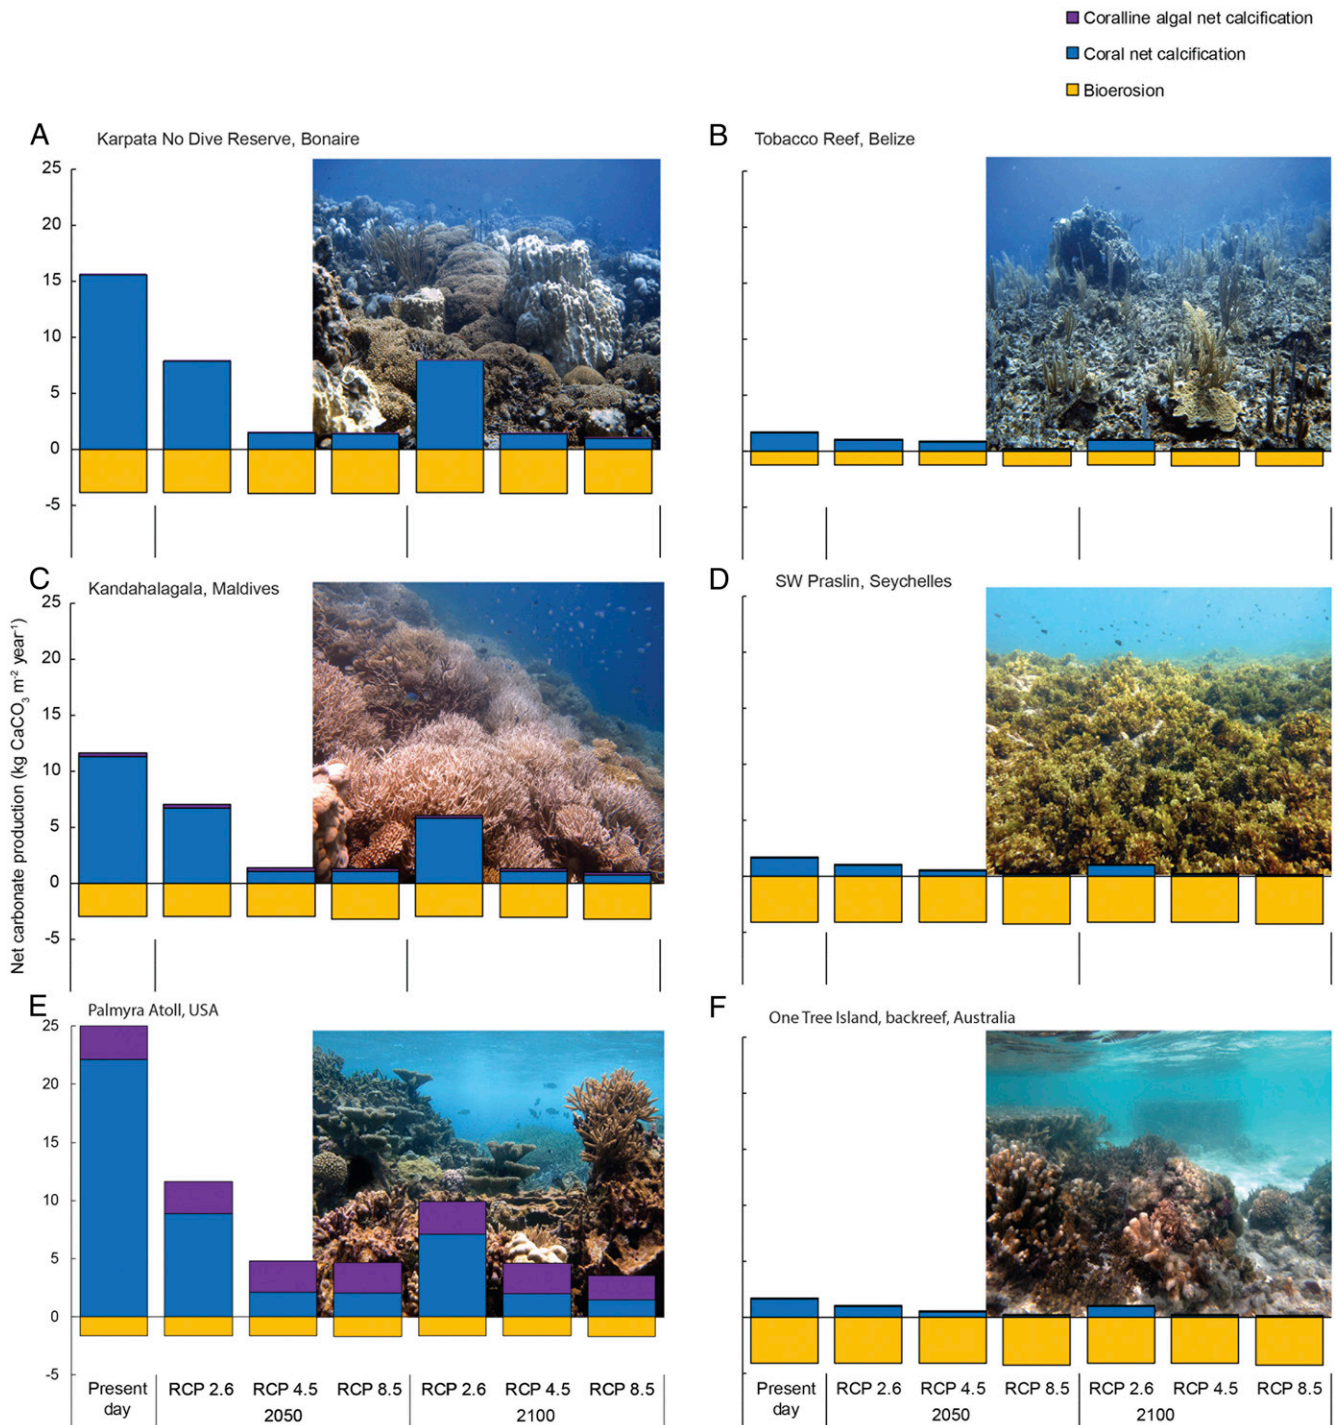 Coralline algal net calcification
Coral net calcification
Bioerosion
A
Karpata No Dive Reserve, Bonaire
25
20
15
10
5
0
-5
B
Tobacco Reef, Belize
C
Kandahalagala, Maldives
25
20
15
10
5
0
-5
Net carbonate production (kg CaCO₃ m⁻² year⁻¹)
D
SW Praslin, Seychelles
E
Palmyra Atoll, USA
25
20
15
10
5
0
-5
Present day RCP 2.6 RCP 4.5 RCP 8.5 RCP 2.6 RCP 4.5 RCP 8.5
2050 2100
F
One Tree Island, backreef, Australia
Present day RCP 2.6 RCP 4.5 RCP 8.5 RCP 2.6 RCP 4.5 RCP 8.5
2050 2100